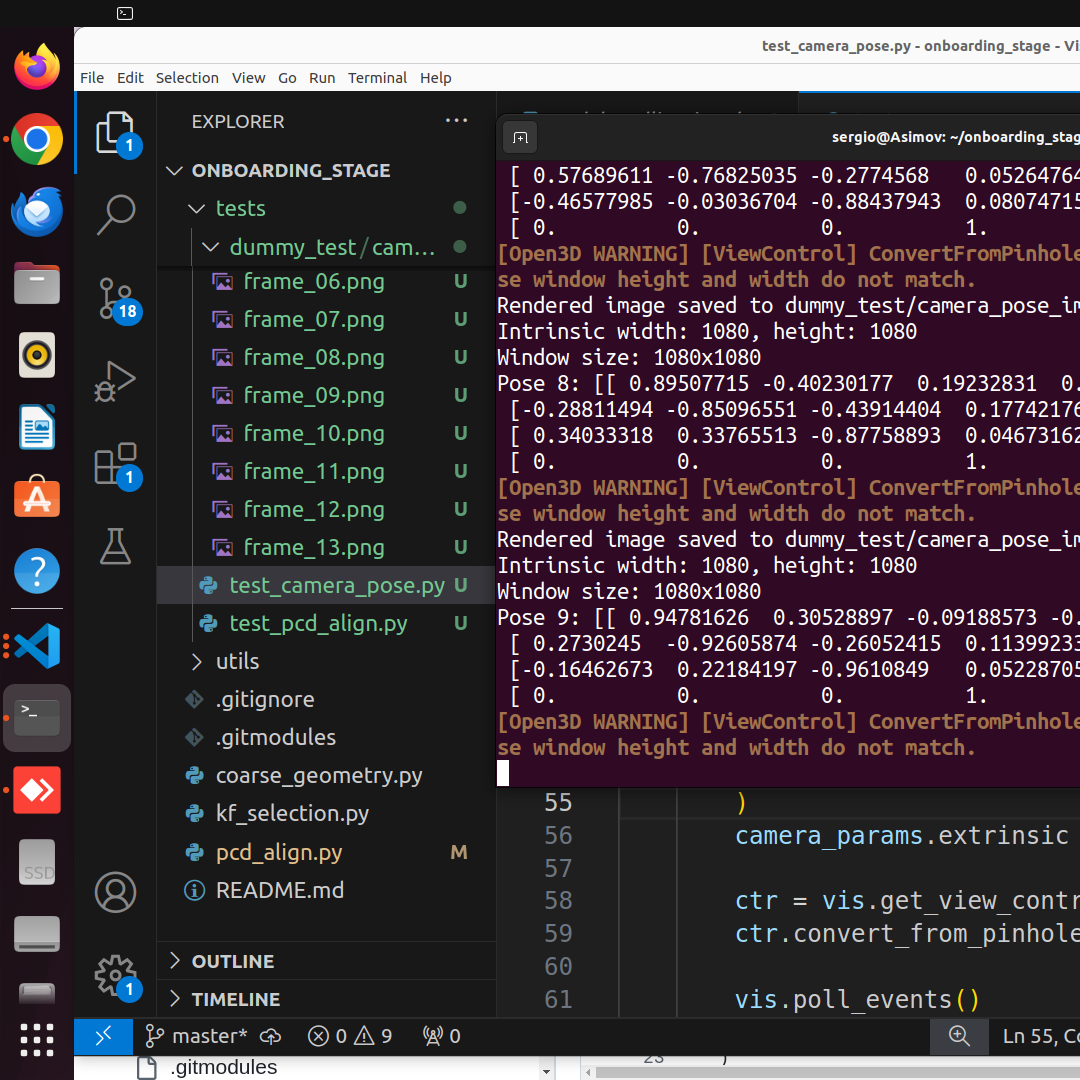 test_camera_pose.py - onboarding_stage - Vi
File Edit Selection View Go Run Terminal Help
EXPLORER
ONBOARDING_STAGE
tests
dummy_test/cam...
frame_06.png U
frame_07.png U
frame_08.png U
frame_09.png U
frame_10.png U
frame_11.png U
frame_12.png U
frame_13.png U
test_camera_pose.py U
test_pcd_align.py U
utils
.gitignore
.gitmodules
coarse_geometry.py
kf_selection.py
pcd_align.py M
README.md
OUTLINE
TIMELINE
1
18
1
1
SSD
sergio@Asimov: ~/onboarding_stag
[ 0.57689611 -0.76825035 -0.2774568   0.05264764
[-0.46577985 -0.03036704 -0.88437943  0.08074715
[ 0.          0.          0.          1.
[Open3D WARNING] [ViewControl] ConvertFromPinhole
se window height and width do not match.
Rendered image saved to dummy_test/camera_pose_im
Intrinsic width: 1080, height: 1080
Window size: 1080x1080
Pose 8: [[ 0.89507715 -0.40230177  0.19232831  0.
[-0.28811494 -0.85096551 -0.43914404  0.17742176
[ 0.34033318  0.33765513 -0.87758893  0.04673162
[ 0.          0.          0.          1.
[Open3D WARNING] [ViewControl] ConvertFromPinhole
se window height and width do not match.
Rendered image saved to dummy_test/camera_pose_im
Intrinsic width: 1080, height: 1080
Window size: 1080x1080
Pose 9: [[ 0.94781626  0.30528897 -0.09188573 -0.
[ 0.2730245  -0.92605874 -0.26052415  0.11399233
[-0.16462673  0.22184197 -0.9610849   0.05228705
[ 0.          0.          0.          1.
[Open3D WARNING] [ViewControl] ConvertFromPinhole
se window height and width do not match.
55 )
56 camera_params.extrinsic
57
58 ctr = vis.get_view_contr
59 ctr.convert_from_pinhole
60
61 vis.poll_events()
master* 0 9 0 Ln 55, Co
.gitmodules